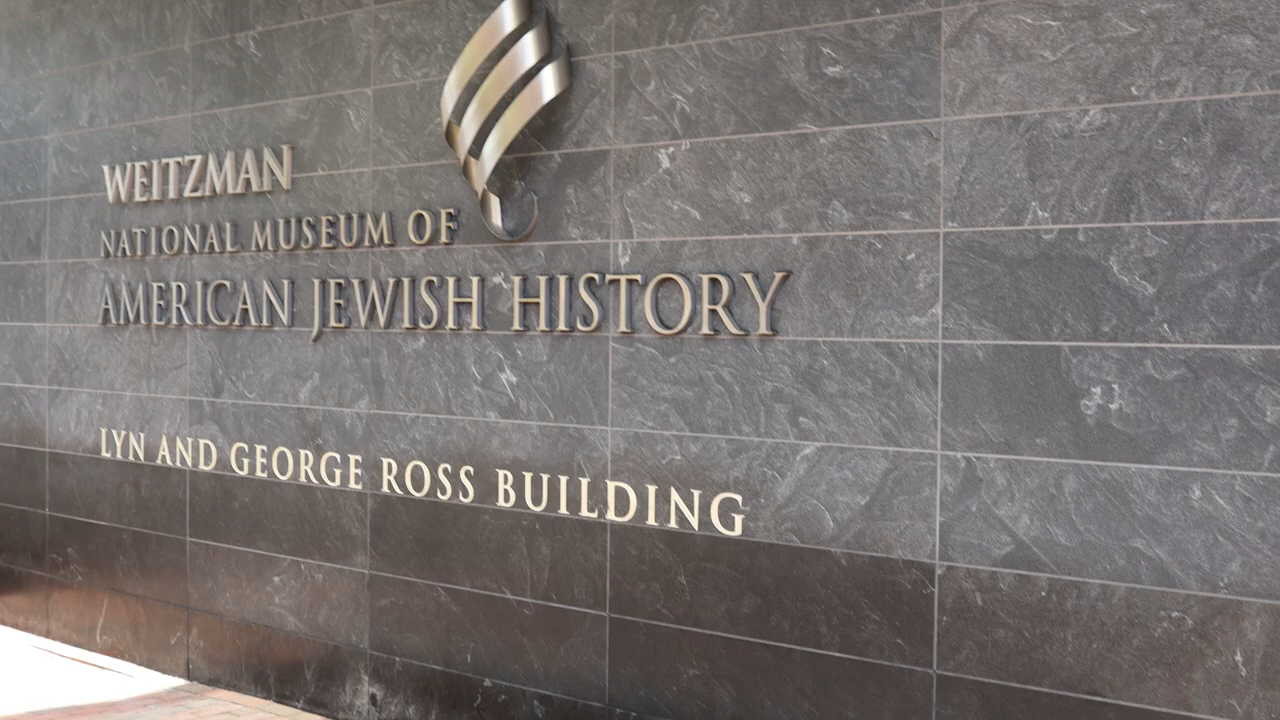 WEITZMAN
NATIONAL MUSEUM OF
AMERICAN JEWISH HISTORY
LYN AND GEORGE ROSS BUILDING